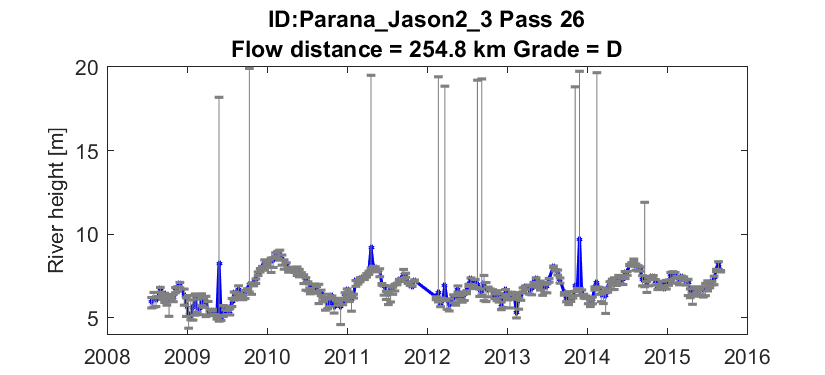 ID:Parana_Jason2_3 Pass 26
Flow distance = 254.8 km Grade = D
River height [m]
20
15
10
5
2008 2009 2010 2011 2012 2013 2014 2015 2016